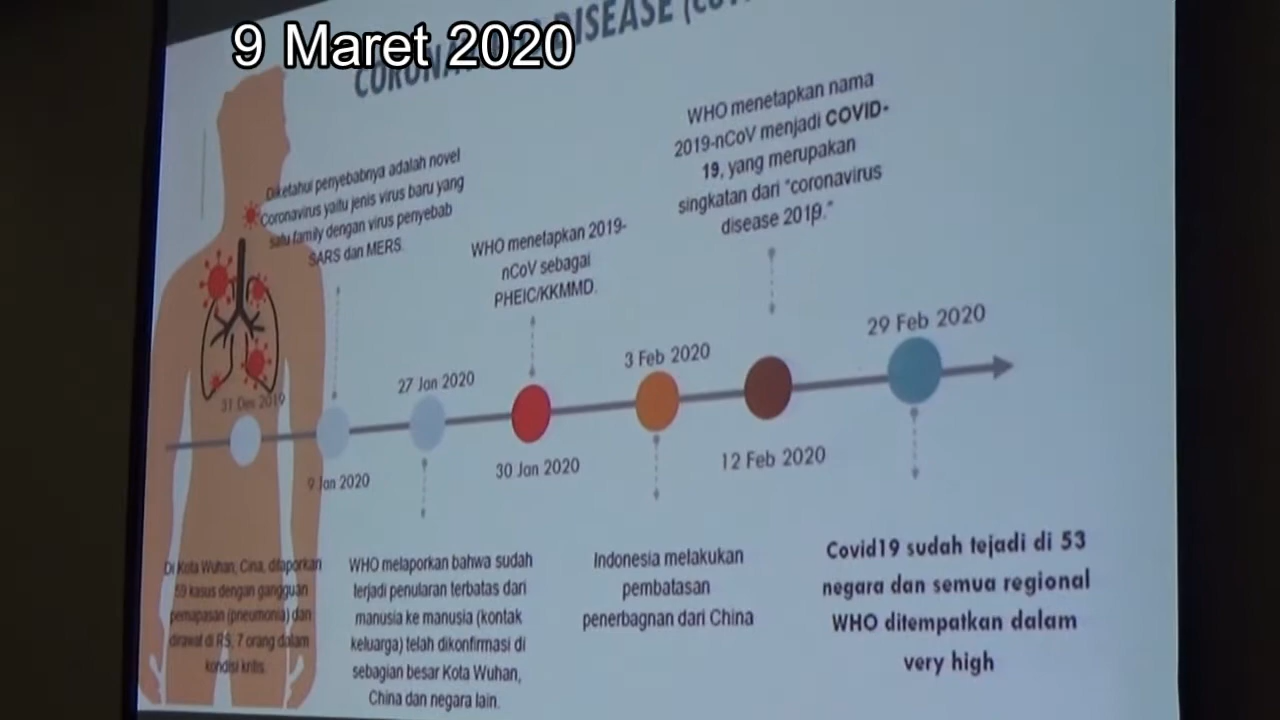 9 Maret 2020
DISEASE
Diketahui penyebabnya adalah novel
Coronavirus yaitu jenis virus baru yang
satu family dengan virus penyebab
SARS dan MERS.
WHO menetapkan 2019-
nCoV sebagai
PHEIC/KKMMD.
WHO menetapkan nama
2019-nCoV menjadi COVID-
19, yang merupakan
singkatan dari "coronavirus
disease 2019."
31 Des 2019
9 Jan 2020
27 Jan 2020
30 Jan 2020
3 Feb 2020
12 Feb 2020
29 Feb 2020
Di Kota Wuhan, Cina, dilaporkan
59 kasus dengan gangguan
pernapasan (pneumonia) dan
dirawat di RS, 7 orang dalam
kondisi kritis.
WHO melaporkan bahwa sudah
terjadi penularan terbatas dari
manusia ke manusia (kontak
keluarga) telah dikonfirmasi di
sebagian besar Kota Wuhan,
China dan negara lain.
Indonesia melakukan
pembatasan
penerbagnan dari China
Covid19 sudah tejadi di 53
negara dan semua regional
WHO ditempatkan dalam
very high